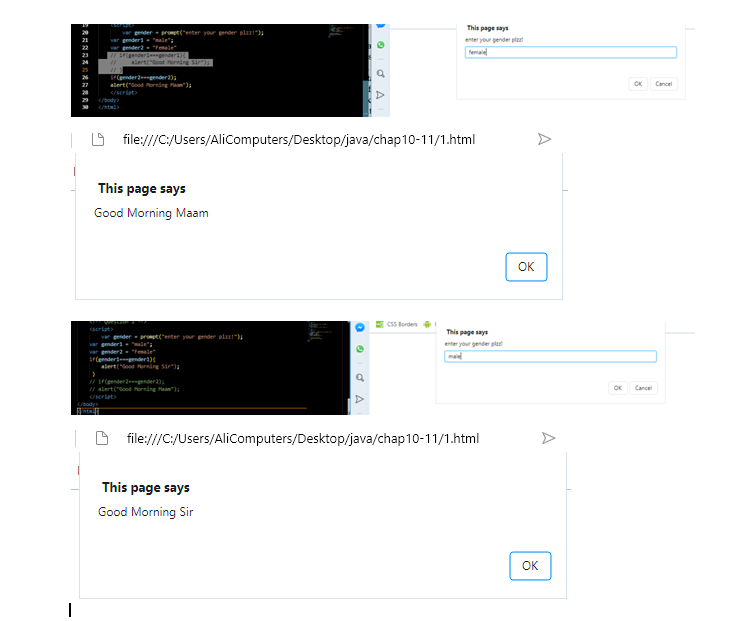 <script>
var gender = prompt("enter your gender plzz!");
var gender1 = "male";
var gender2 = "female"
// if(gender1===gender1){
// alert("Good Morning Sir");
// }
if(gender2===gender2);
alert("Good Morning Maam");
</script>
</body>
</html>
19
20
21
22
23
24
25
26
27
28
29
30
This page says
enter your gender plzz!
female
OK Cancel
file:///C:/Users/AliComputers/Desktop/java/chap10-11/1.html
This page says
Good Morning Maam
OK
<script>
var gender = prompt("enter your gender plzz!");
var gender1 = "male";
var gender2 = "female"
if(gender1===gender1){
alert("Good Morning Sir");
}
// if(gender2===gender2);
// alert("Good Morning Maam");
</script>
</body>
</html>
CSS Borders
This page says
enter your gender plzz!
male
OK Cancel
file:///C:/Users/AliComputers/Desktop/java/chap10-11/1.html
This page says
Good Morning Sir
OK